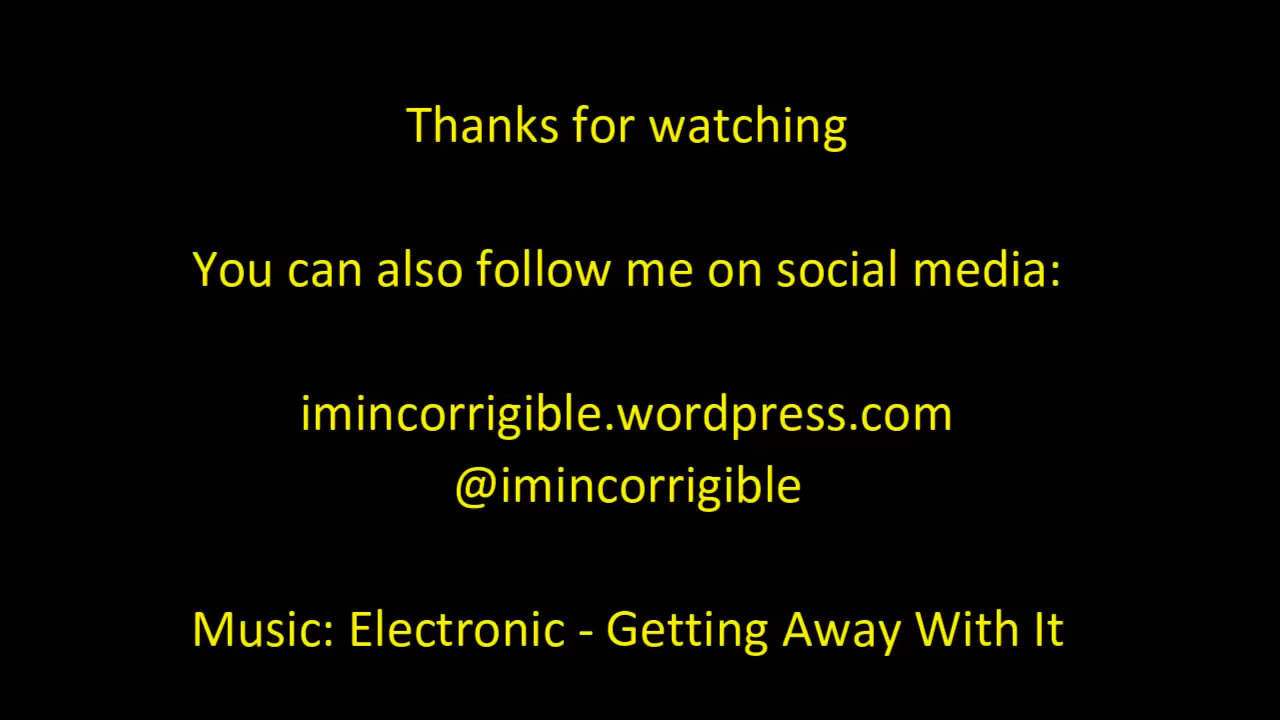 Thanks for watching
You can also follow me on social media:
imincorrigible.wordpress.com
@imincorrigible
Music: Electronic - Getting Away With It